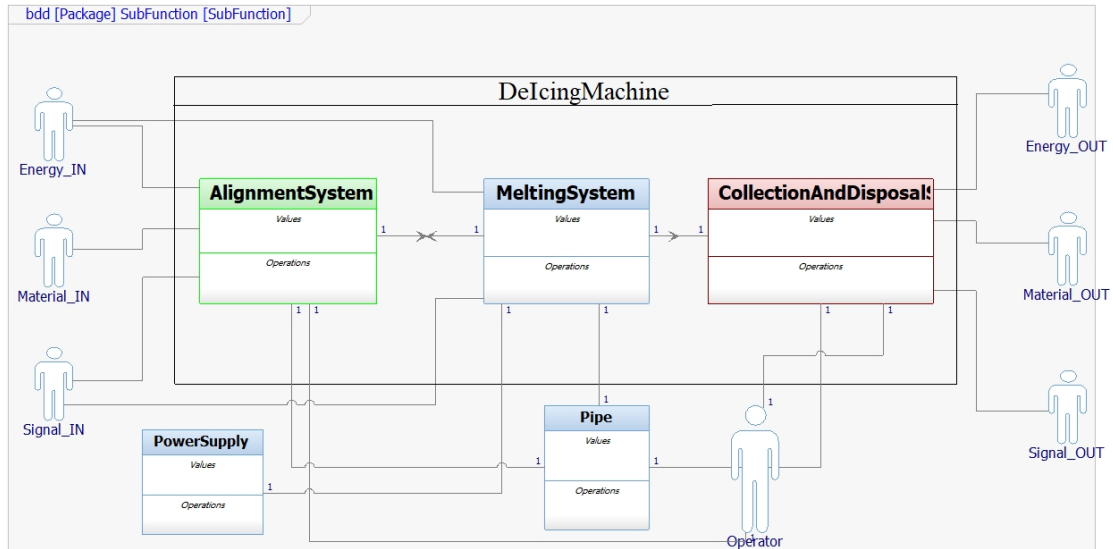 bdd [Package] SubFunction [SubFunction]
DeIcingMachine
Energy_IN
Energy_OUT
AlignmentSystem
Values
Operations
MeltingSystem
Values
Operations
CollectionAndDisposalS
Values
Operations
1
1
1
1
Material_IN
Material_OUT
1
1
1
1
1
1
Signal_IN
Signal_OUT
1
1
PowerSupply
Values
Operations
1
Pipe
Values
Operations
1
1
Operator
1